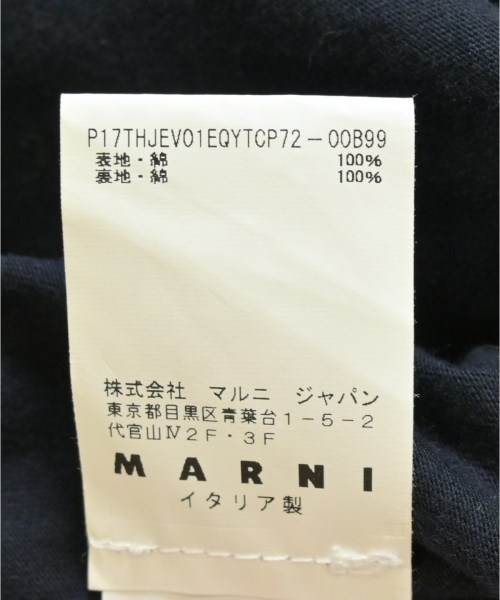 P17THJEV01EQYTCP72-00B99
表地・綿 100%
裏地・綿 100%
株式会社 マルニ ジャパン
東京都目黒区青葉台1-5-2
代官山Ⅳ2F・3F
MARNI
イタリア製